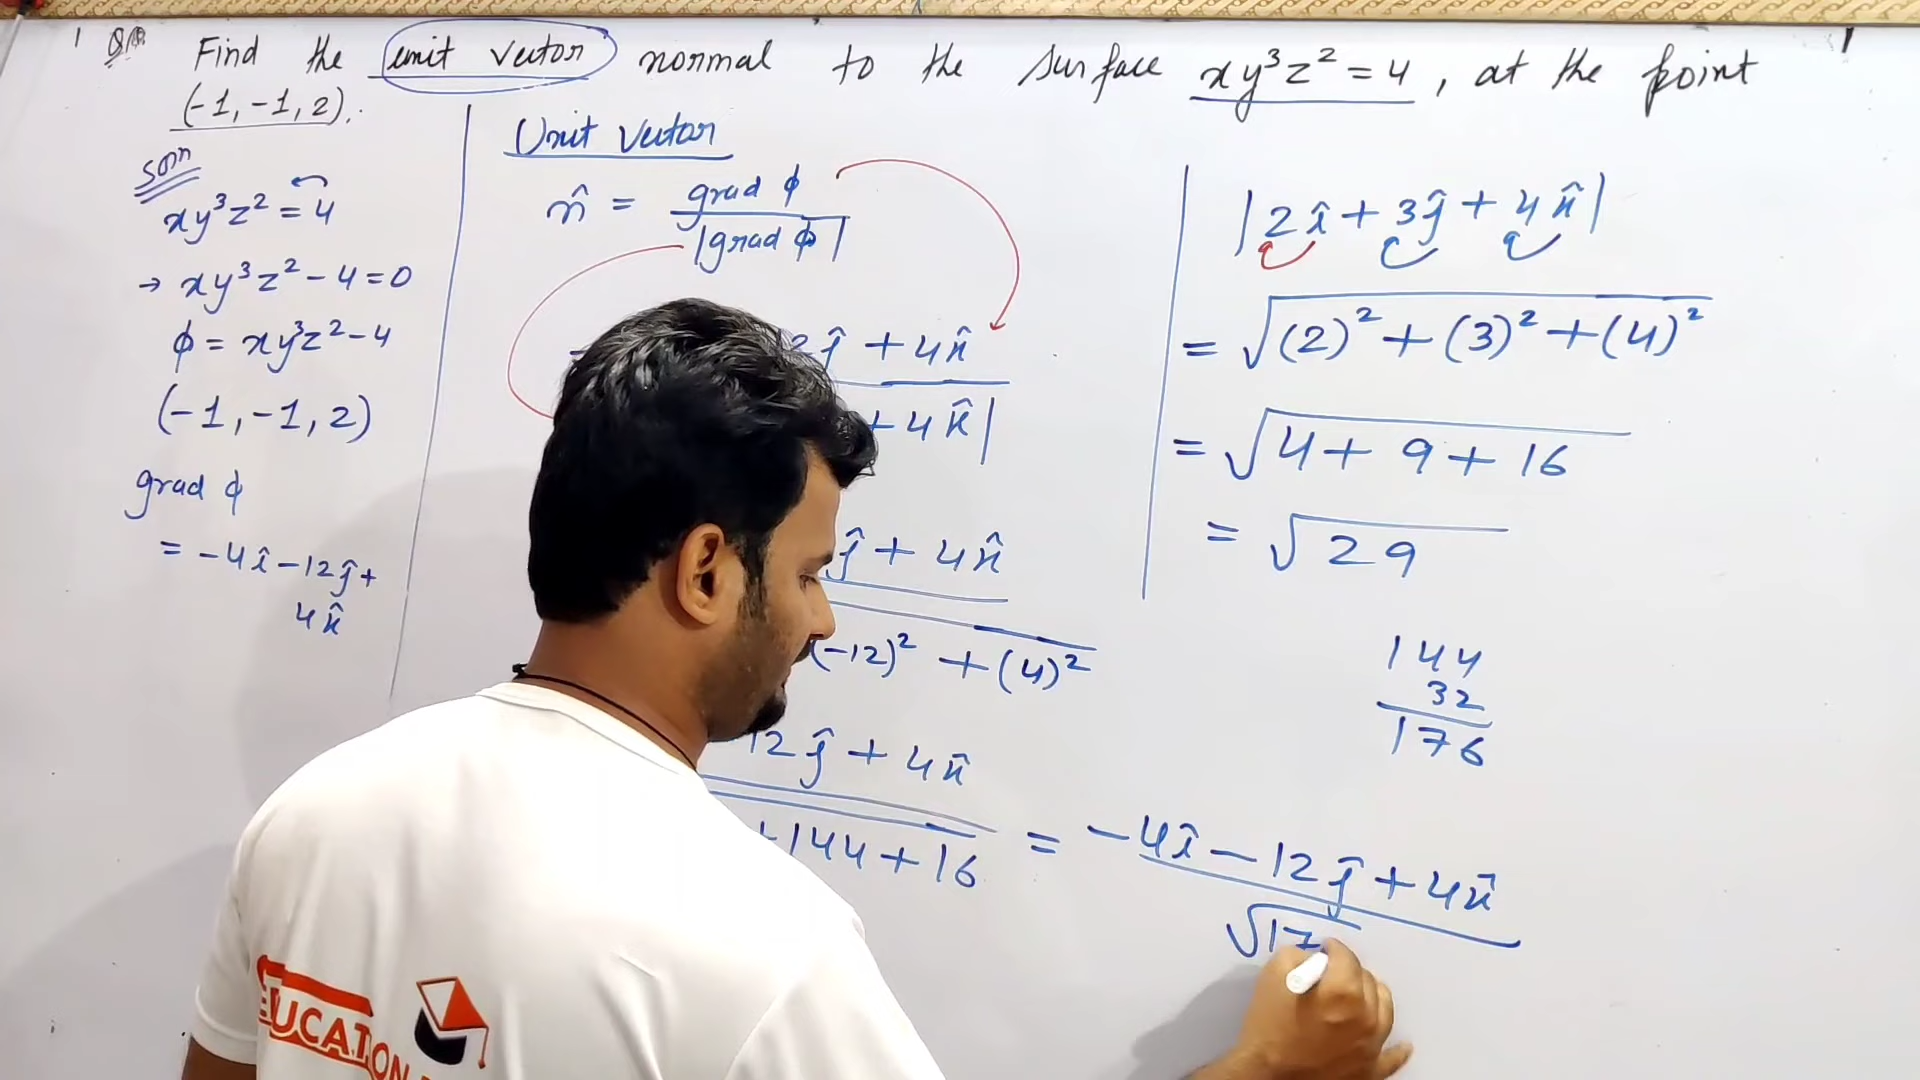 Find the unit vector normal to the surface xy³z² = 4, at the point
(-1, -1, 2).
Soln
xy³z² = 4
→ xy³z² - 4 = 0
ϕ = xy³z² - 4
(-1, -1, 2)
grad ϕ
= -4î - 12ĵ +
4k̂
Unit Vector
n̂ = grad ϕ
|grad ϕ|
2ĵ + 4k̂
+ 4k̂|
ĵ + 4k̂
(-12)² + (4)²
12ĵ + 4k̂
+ 144 + 16
= -4î - 12ĵ + 4k̂
√17
|2î + 3ĵ + 4k̂|
= √(2)² + (3)² + (4)²
= √4 + 9 + 16
= √29
144
32
176
EDUCATION